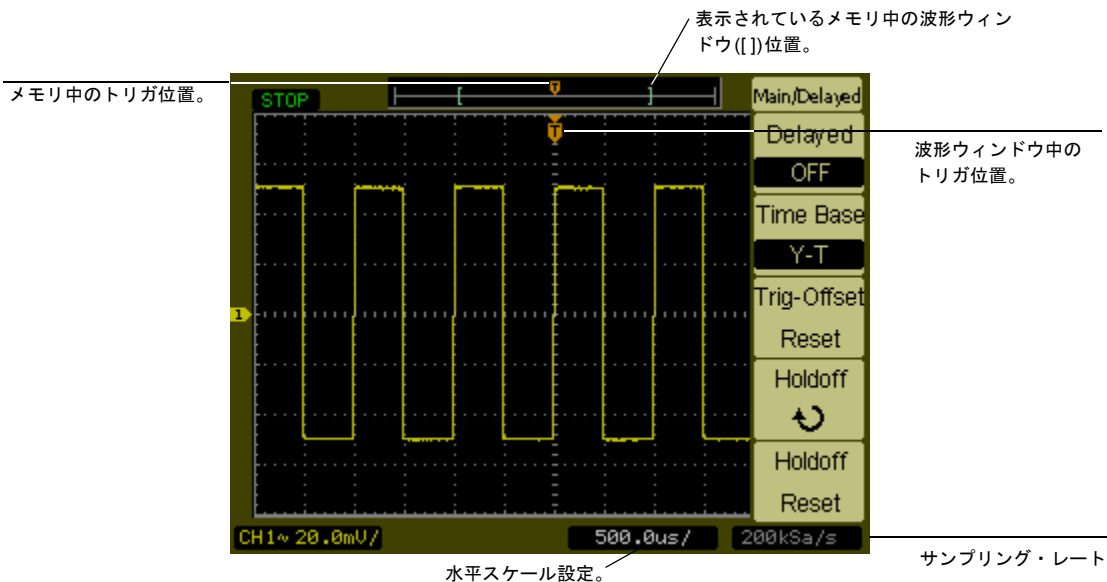 表示されているメモリ中の波形ウィン
ドウ([ ])位置。
メモリ中のトリガ位置。
T
STOP
Main/Delayed
T
Delayed
波形ウィンドウ中の
トリガ位置。
OFF
Time Base
Y-T
Trig-Offset
1
Reset
Holdoff
Holdoff
Reset
CH1~ 20.0mV/
500.0us/
200kSa/s
サンプリング・レート
水平スケール設定。